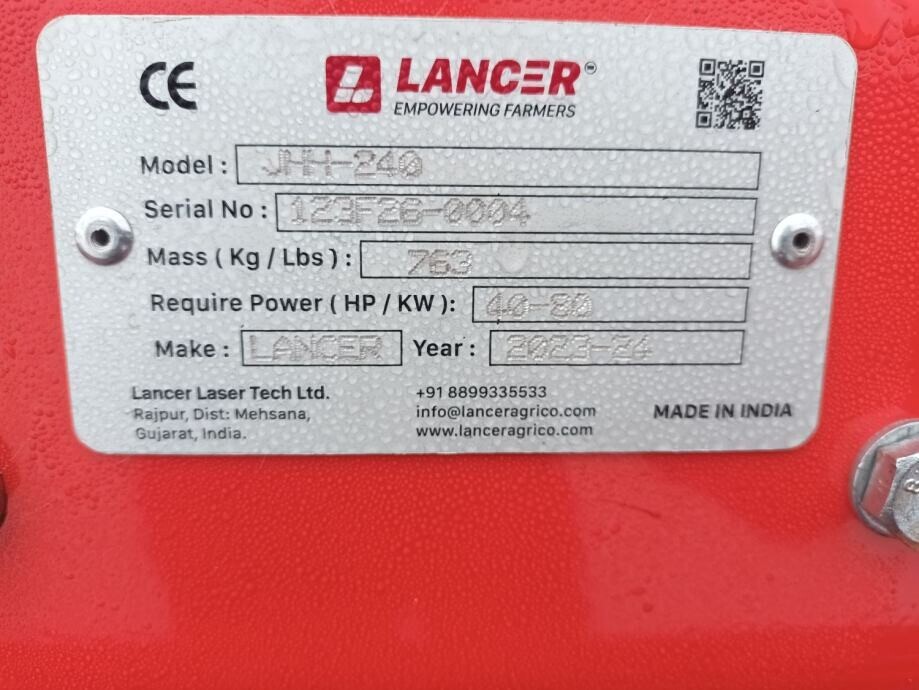 CE
LANCER®
EMPOWERING FARMERS
Model : JHH-240
Serial No : 123F26-0004
Mass ( Kg / Lbs ) : 763
Require Power ( HP / KW ): 40-80
Make : LANCER Year : 2023-24
Lancer Laser Tech Ltd.
Rajpur, Dist: Mehsana,
Gujarat, India.
+91 8899335533
info@lanceragrico.com
www.lanceragrico.com
MADE IN INDIA